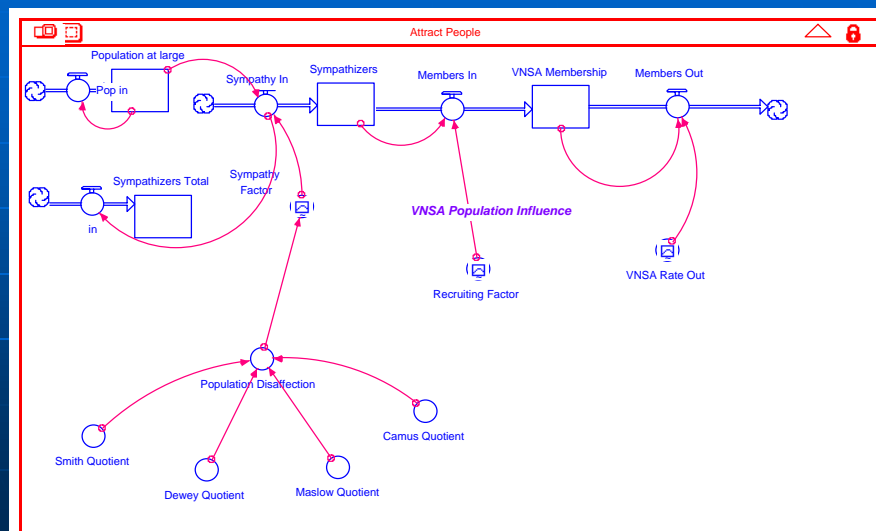 Attract People
Population at large
Pop in
Sympathy In
Sympathizers
Members In
VNSA Membership
Members Out
Sympathizers Total
in
Sympathy
Factor
VNSA Population Influence
Recruiting Factor
VNSA Rate Out
Population Disaffection
Smith Quotient
Dewey Quotient
Maslow Quotient
Camus Quotient